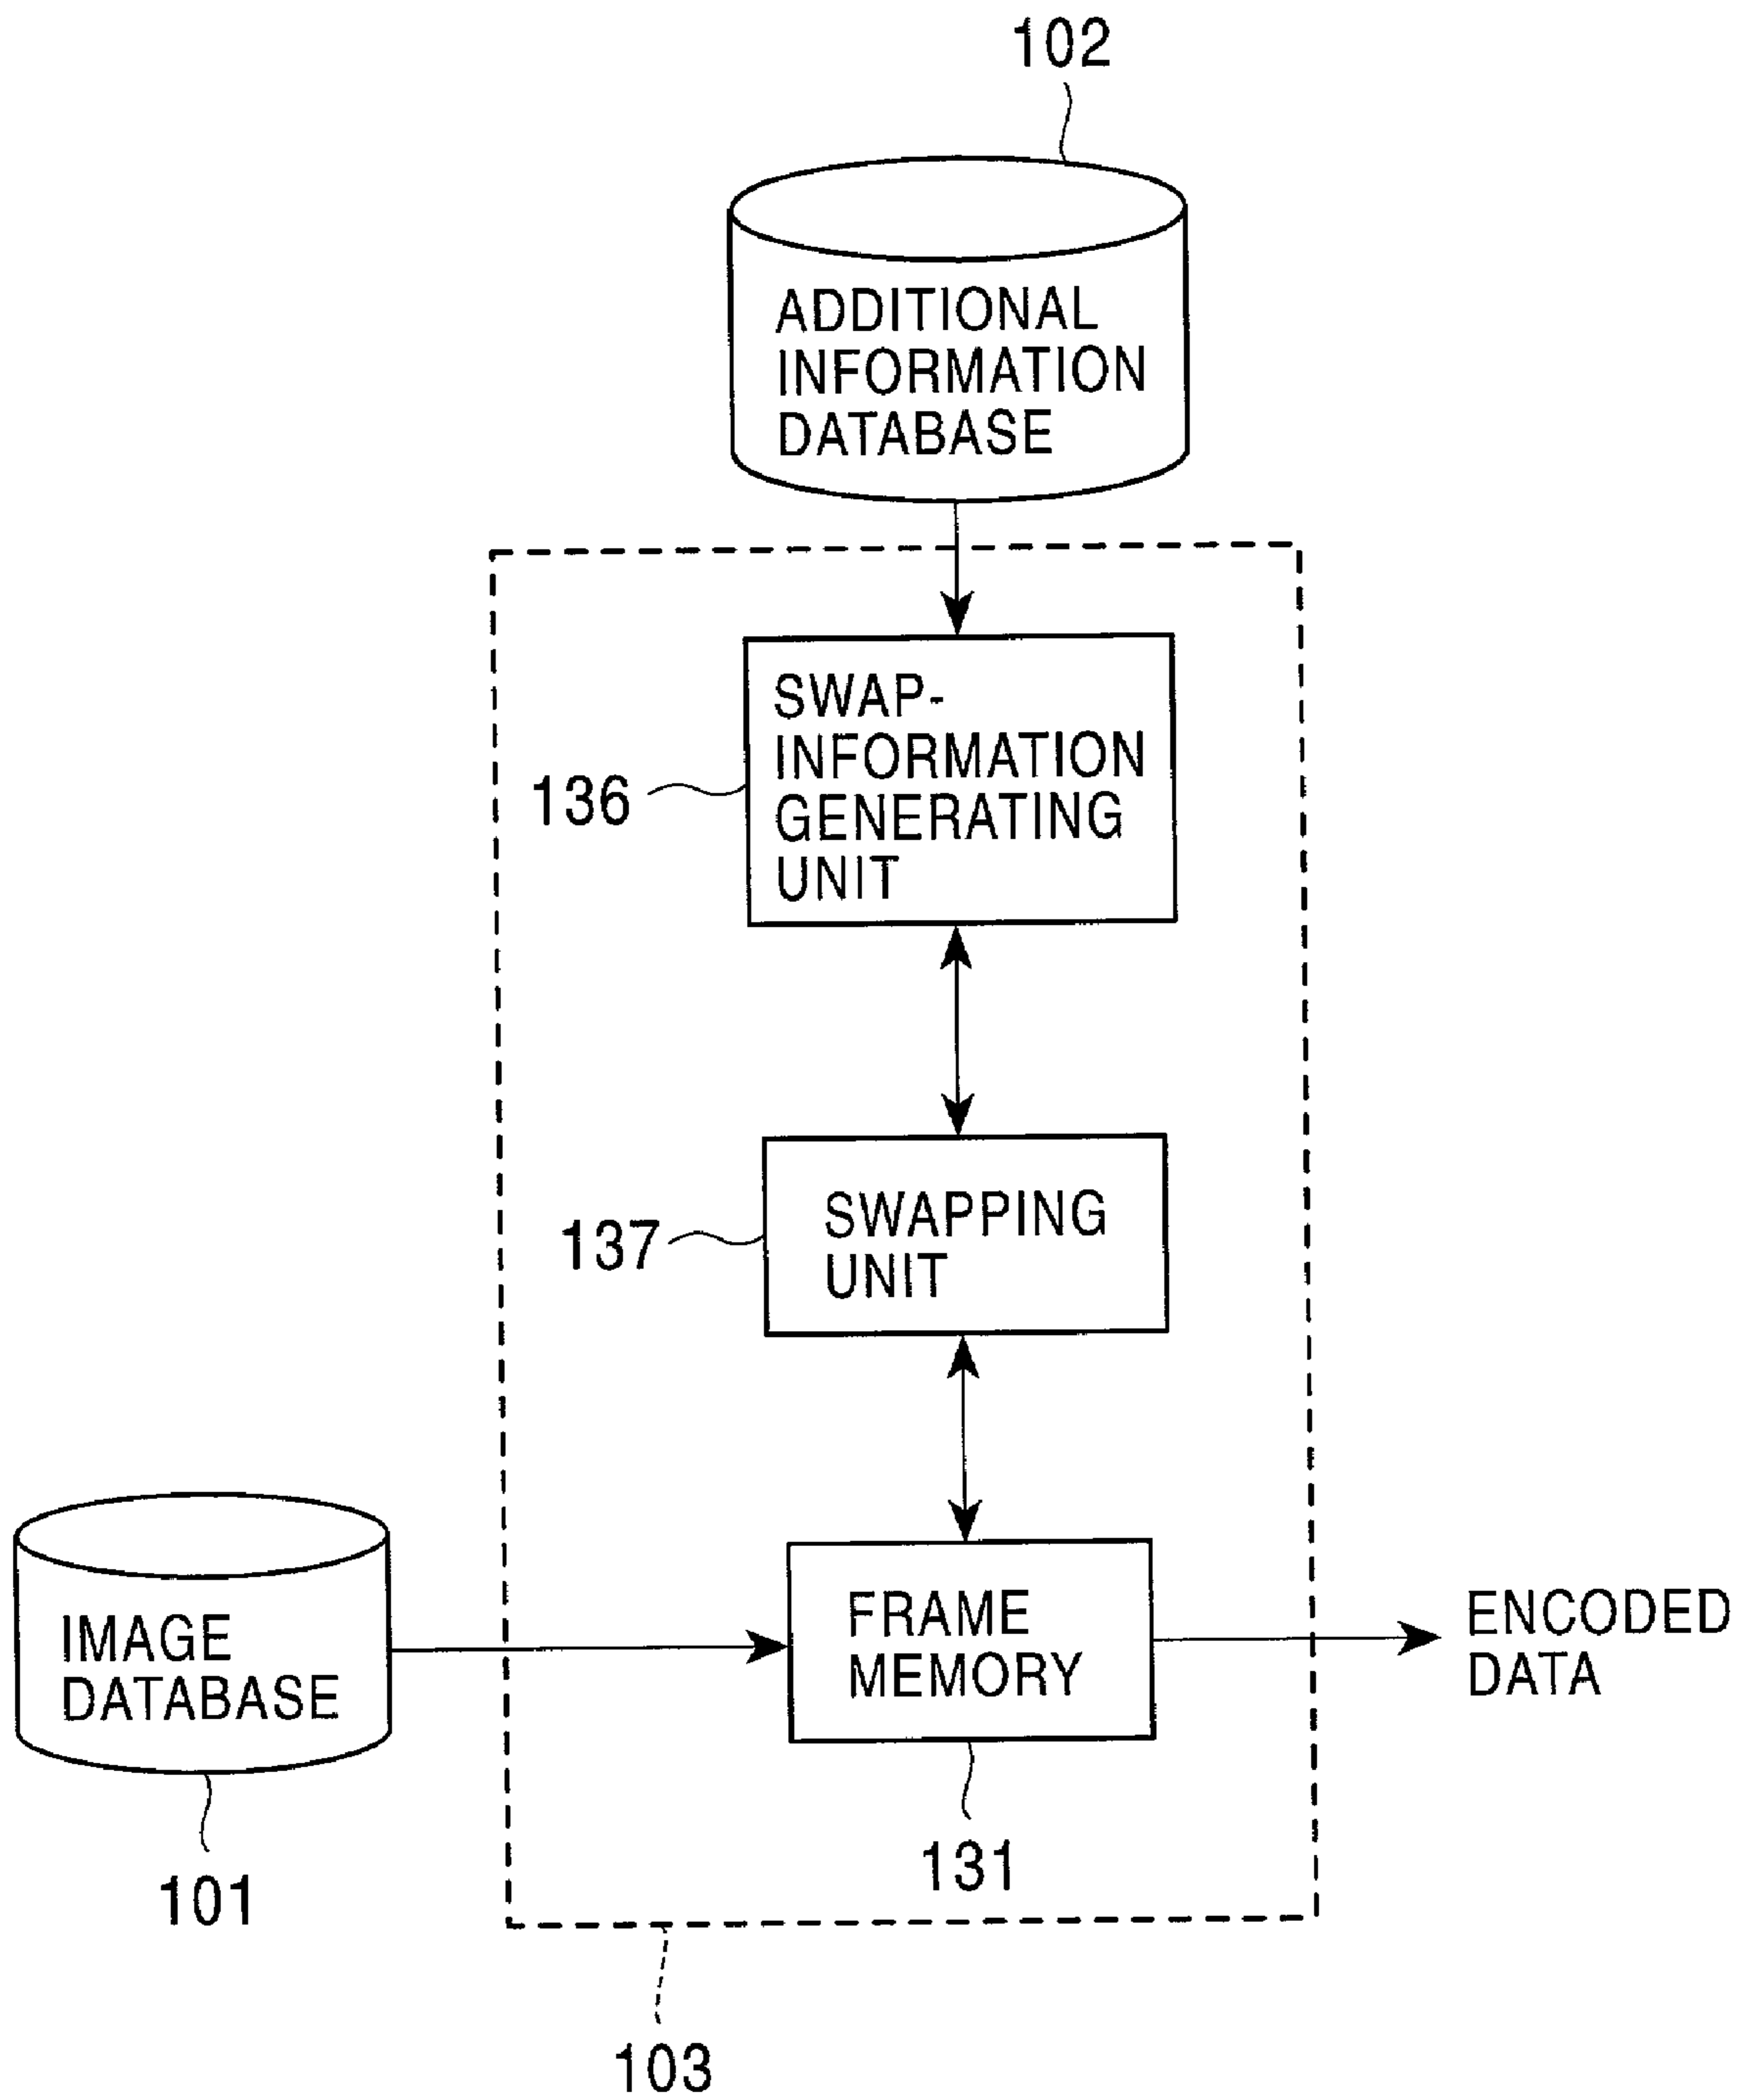 102
ADDITIONAL
INFORMATION
DATABASE
SWAP-
INFORMATION
GENERATING
UNIT
136
SWAPPING
UNIT
137
IMAGE
DATABASE
101
FRAME
MEMORY
131
ENCODED
DATA
103